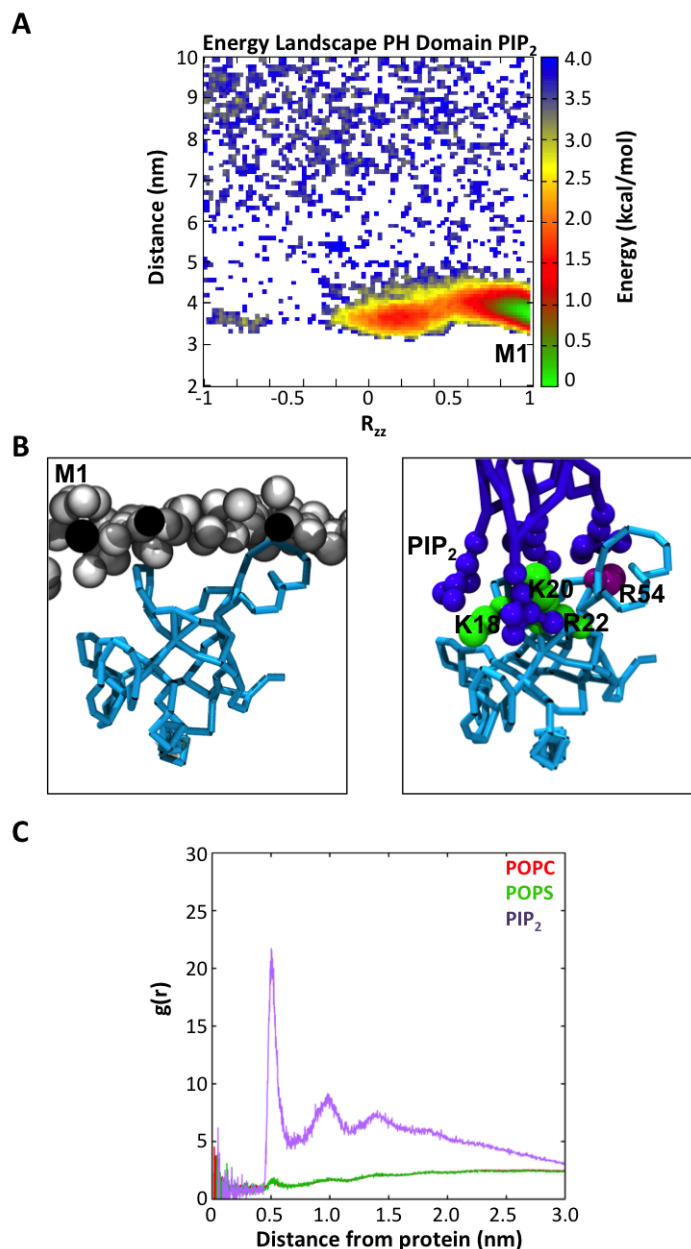 A
Energy Landscape PH Domain PIP2
10
9
8
7
6
5
4
3
2
Distance (nm)
-1 -0.5 0 0.5 1
Rzz
M1
4.0
3.5
3.0
2.5
2.0
1.5
1.0
0.5
0
Energy (kcal/mol)
B
M1
PIP2
K20
R54
K18
R22
C
30
25
20
15
10
5
0
g(r)
POPC
POPS
PIP2
0 0.5 1.0 1.5 2.0 2.5 3.0
Distance from protein (nm)